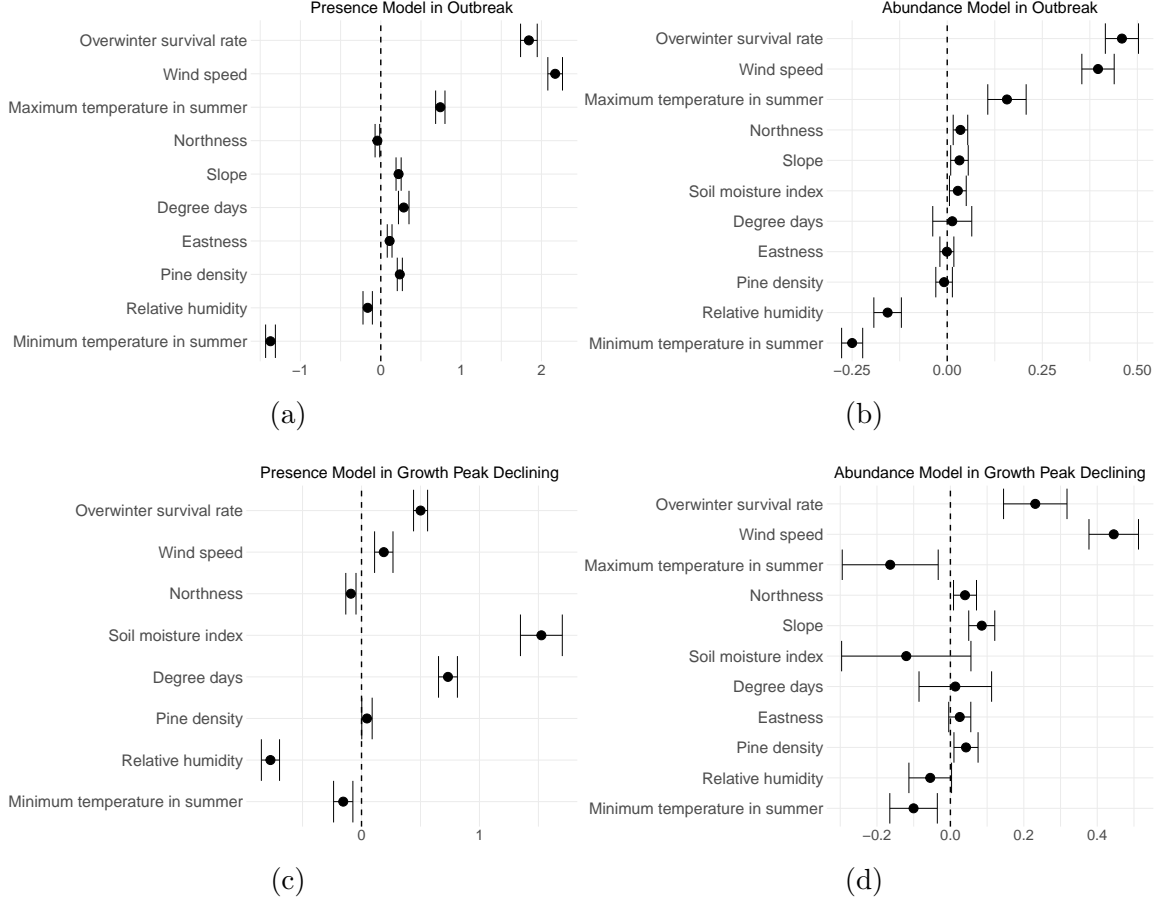 Presence Model in Outbreak
Overwinter survival rate
Wind speed
Maximum temperature in summer
Northness
Slope
Degree days
Eastness
Pine density
Relative humidity
Minimum temperature in summer
−1 0 1 2
(a)
Abundance Model in Outbreak
Overwinter survival rate
Wind speed
Maximum temperature in summer
Northness
Slope
Soil moisture index
Degree days
Eastness
Pine density
Relative humidity
Minimum temperature in summer
−0.25 0.00 0.25 0.50
(b)
Presence Model in Growth Peak Declining
Overwinter survival rate
Wind speed
Northness
Soil moisture index
Degree days
Pine density
Relative humidity
Minimum temperature in summer
0 1
(c)
Abundance Model in Growth Peak Declining
Overwinter survival rate
Wind speed
Maximum temperature in summer
Northness
Slope
Soil moisture index
Degree days
Eastness
Pine density
Relative humidity
Minimum temperature in summer
−0.2 0.0 0.2 0.4
(d)